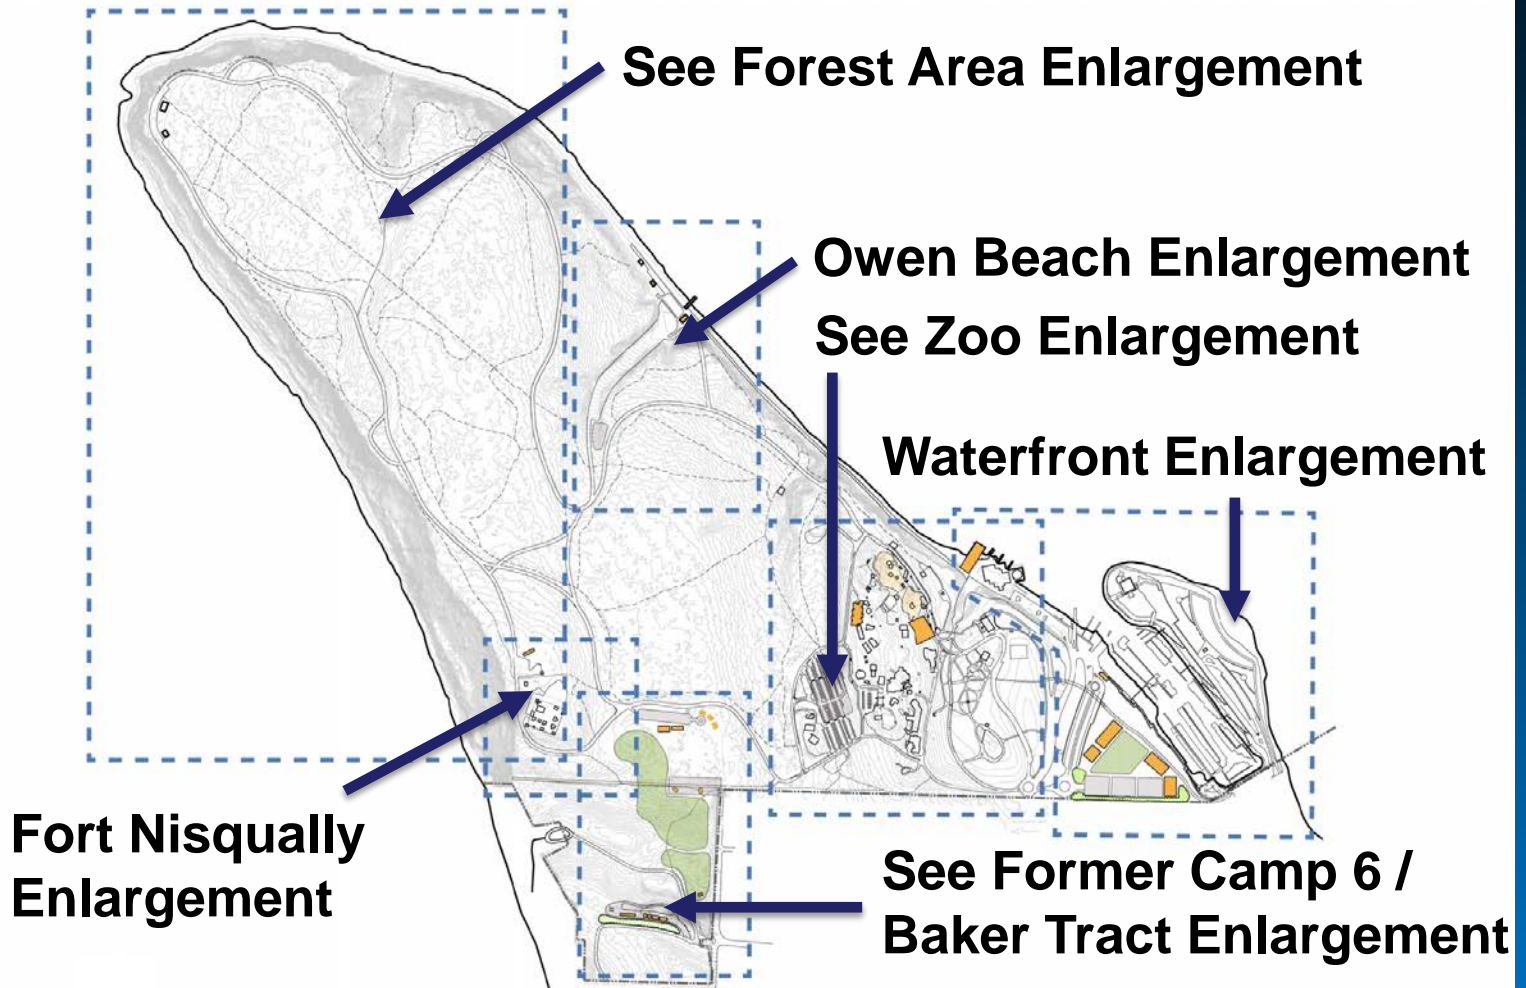 See Forest Area Enlargement
Owen Beach Enlargement
See Zoo Enlargement
Waterfront Enlargement
Fort Nisqually
Enlargement
See Former Camp 6 /
Baker Tract Enlargement